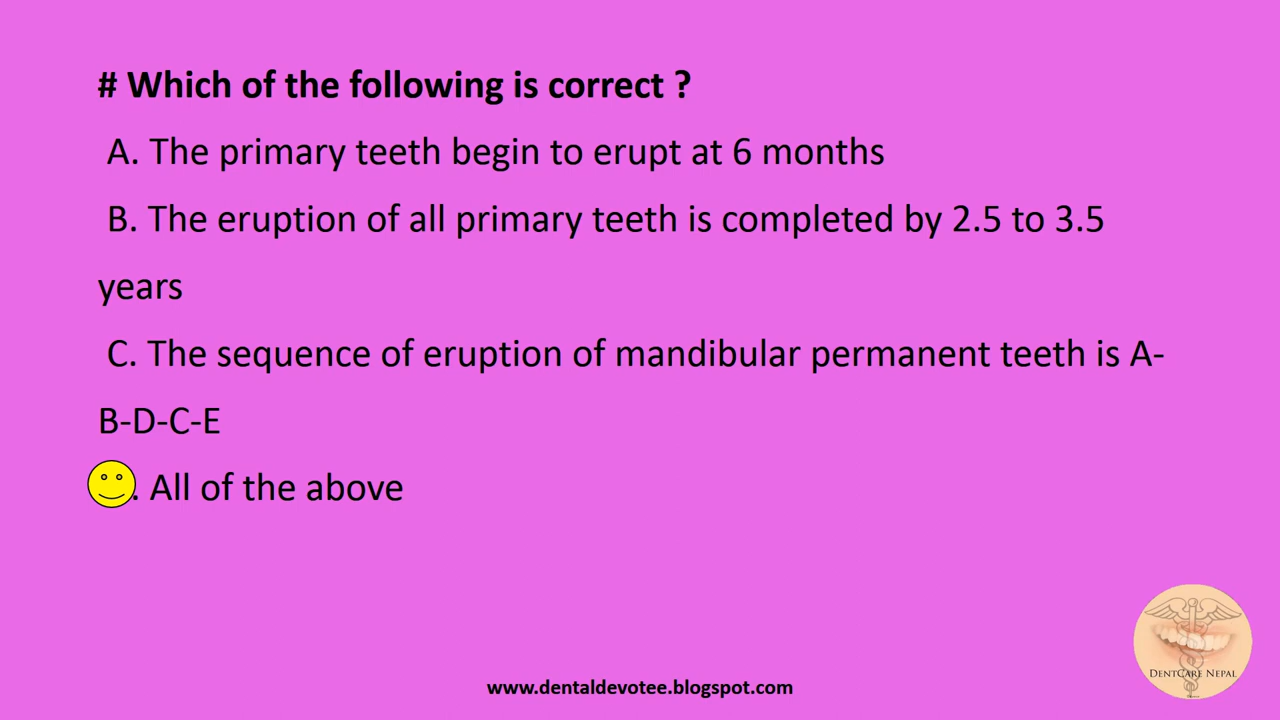 # Which of the following is correct ?
A. The primary teeth begin to erupt at 6 months
B. The eruption of all primary teeth is completed by 2.5 to 3.5
years
C. The sequence of eruption of mandibular permanent teeth is A-
B-D-C-E
. All of the above
DENTCARE NEPAL
www.dentaldevotee.blogspot.com